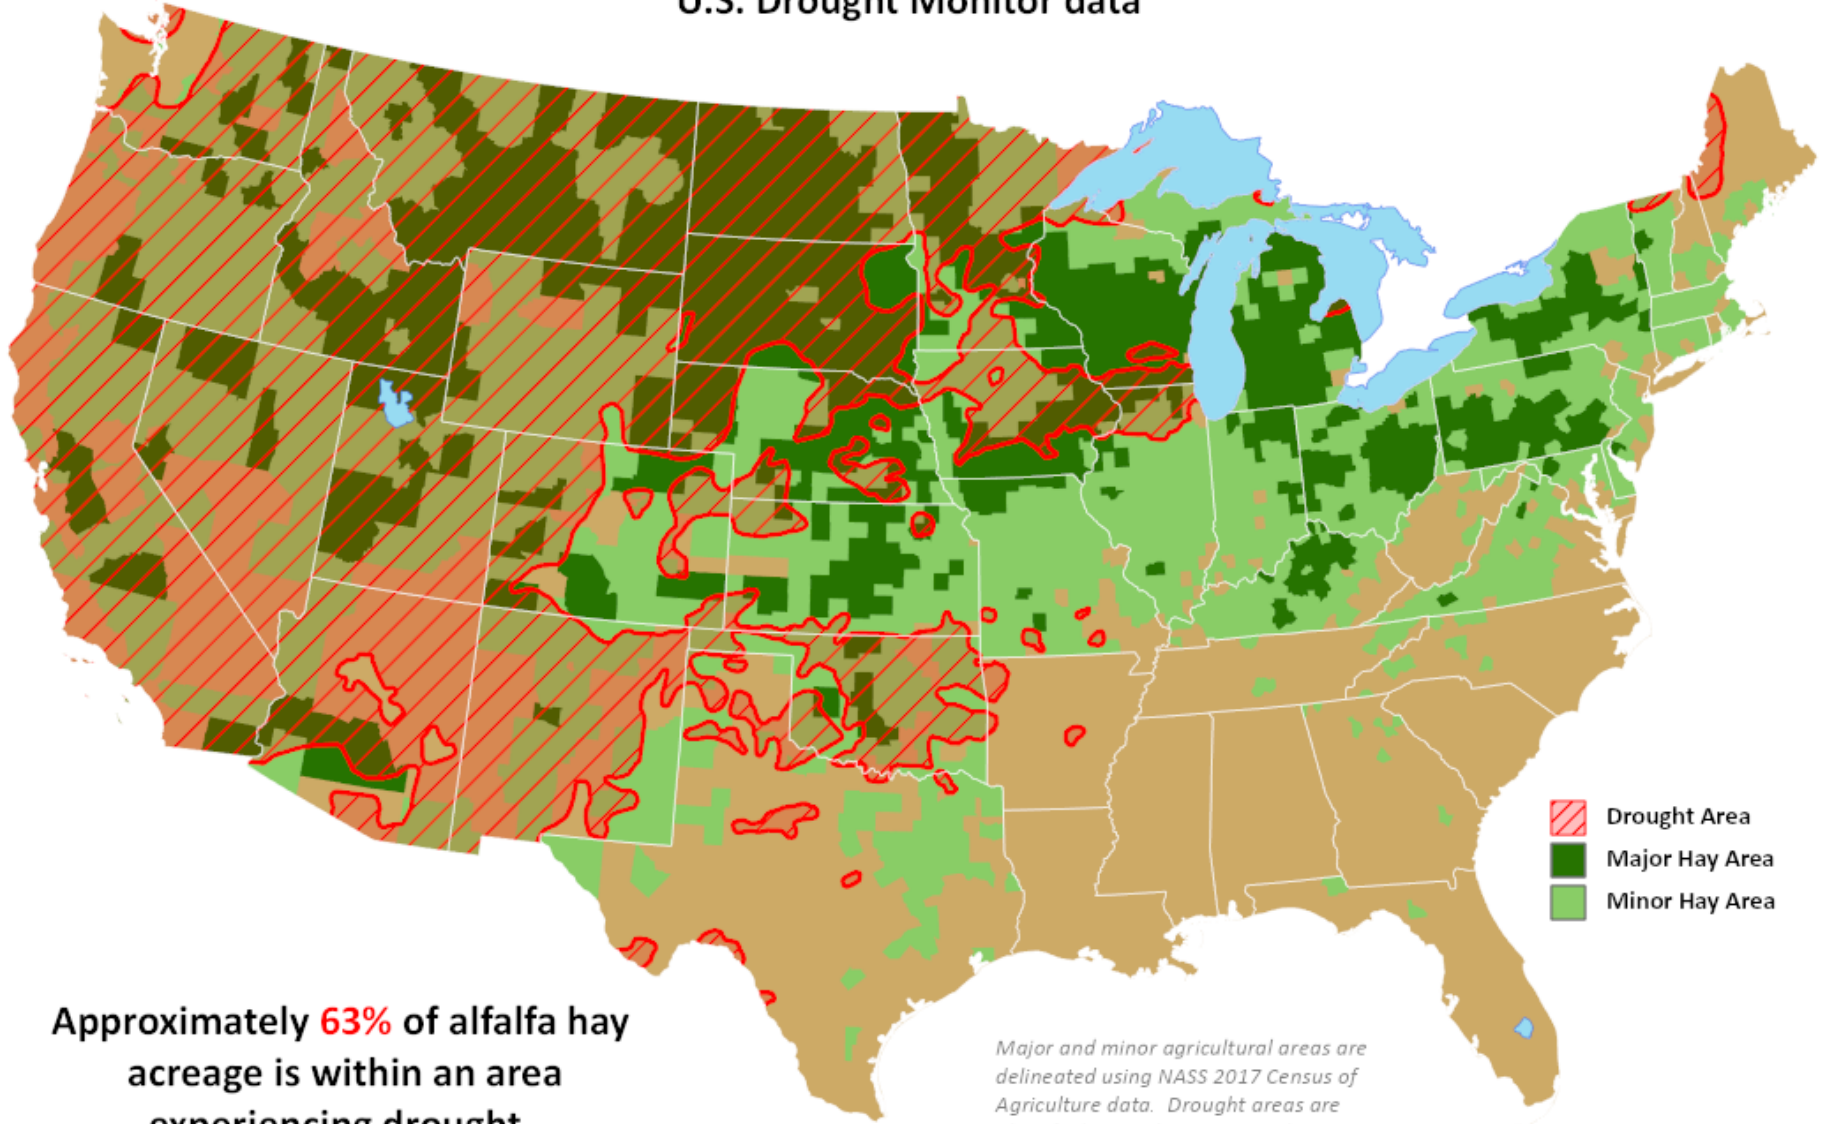 U.S. Drought Monitor data
Drought Area
Major Hay Area
Minor Hay Area
Approximately 63% of alfalfa hay
acreage is within an area
experiencing drought
Major and minor agricultural areas are
delineated using NASS 2017 Census of
Agriculture data. Drought areas are